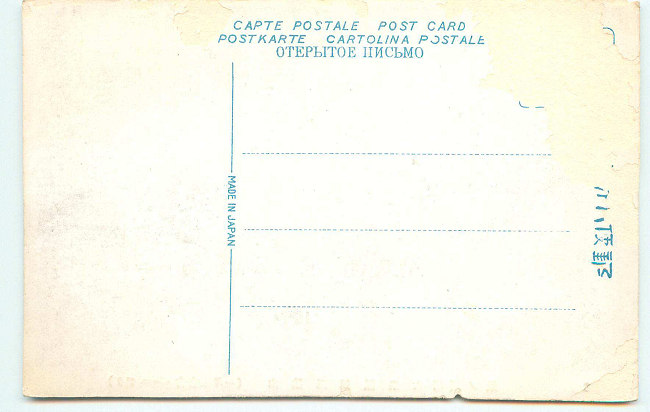 CAPTE POSTALE POST CARD
POSTKARTE CARTOLINA POSTALE
ОТЕРЫТОЕ ПИСЬМО
MADE IN JAPAN